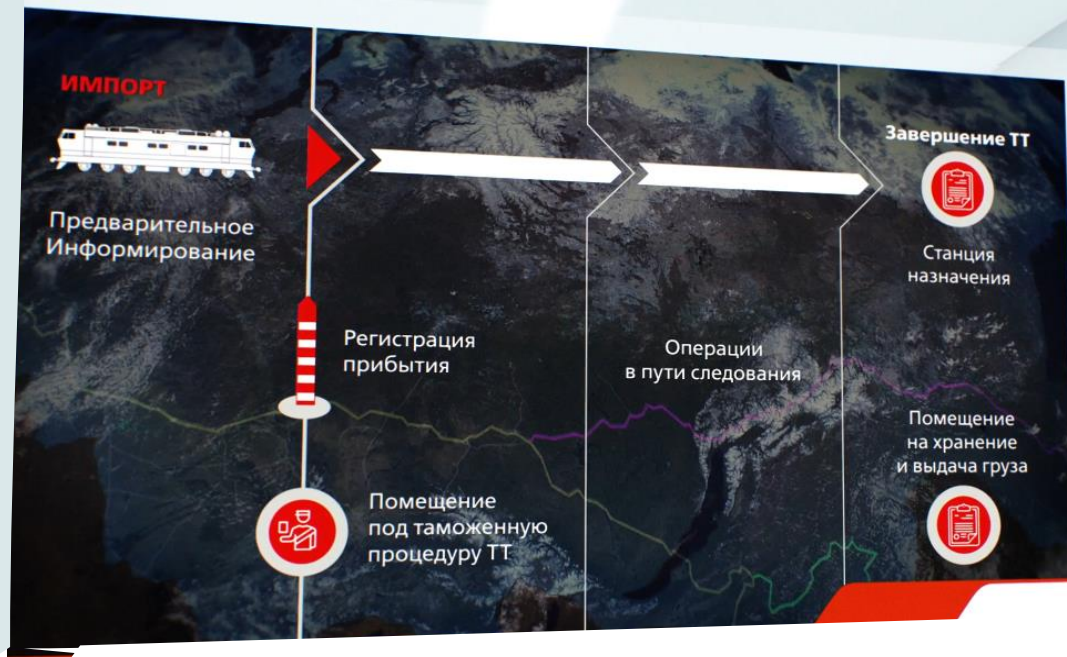 ИМПОРТ
Предварительное
Информирование
Регистрация
прибытия
Помещение
под таможенную
процедуру ТТ
Операции
в пути следования
Завершение ТТ
Станция
назначения
Помещение
на хранение
и выдача груза